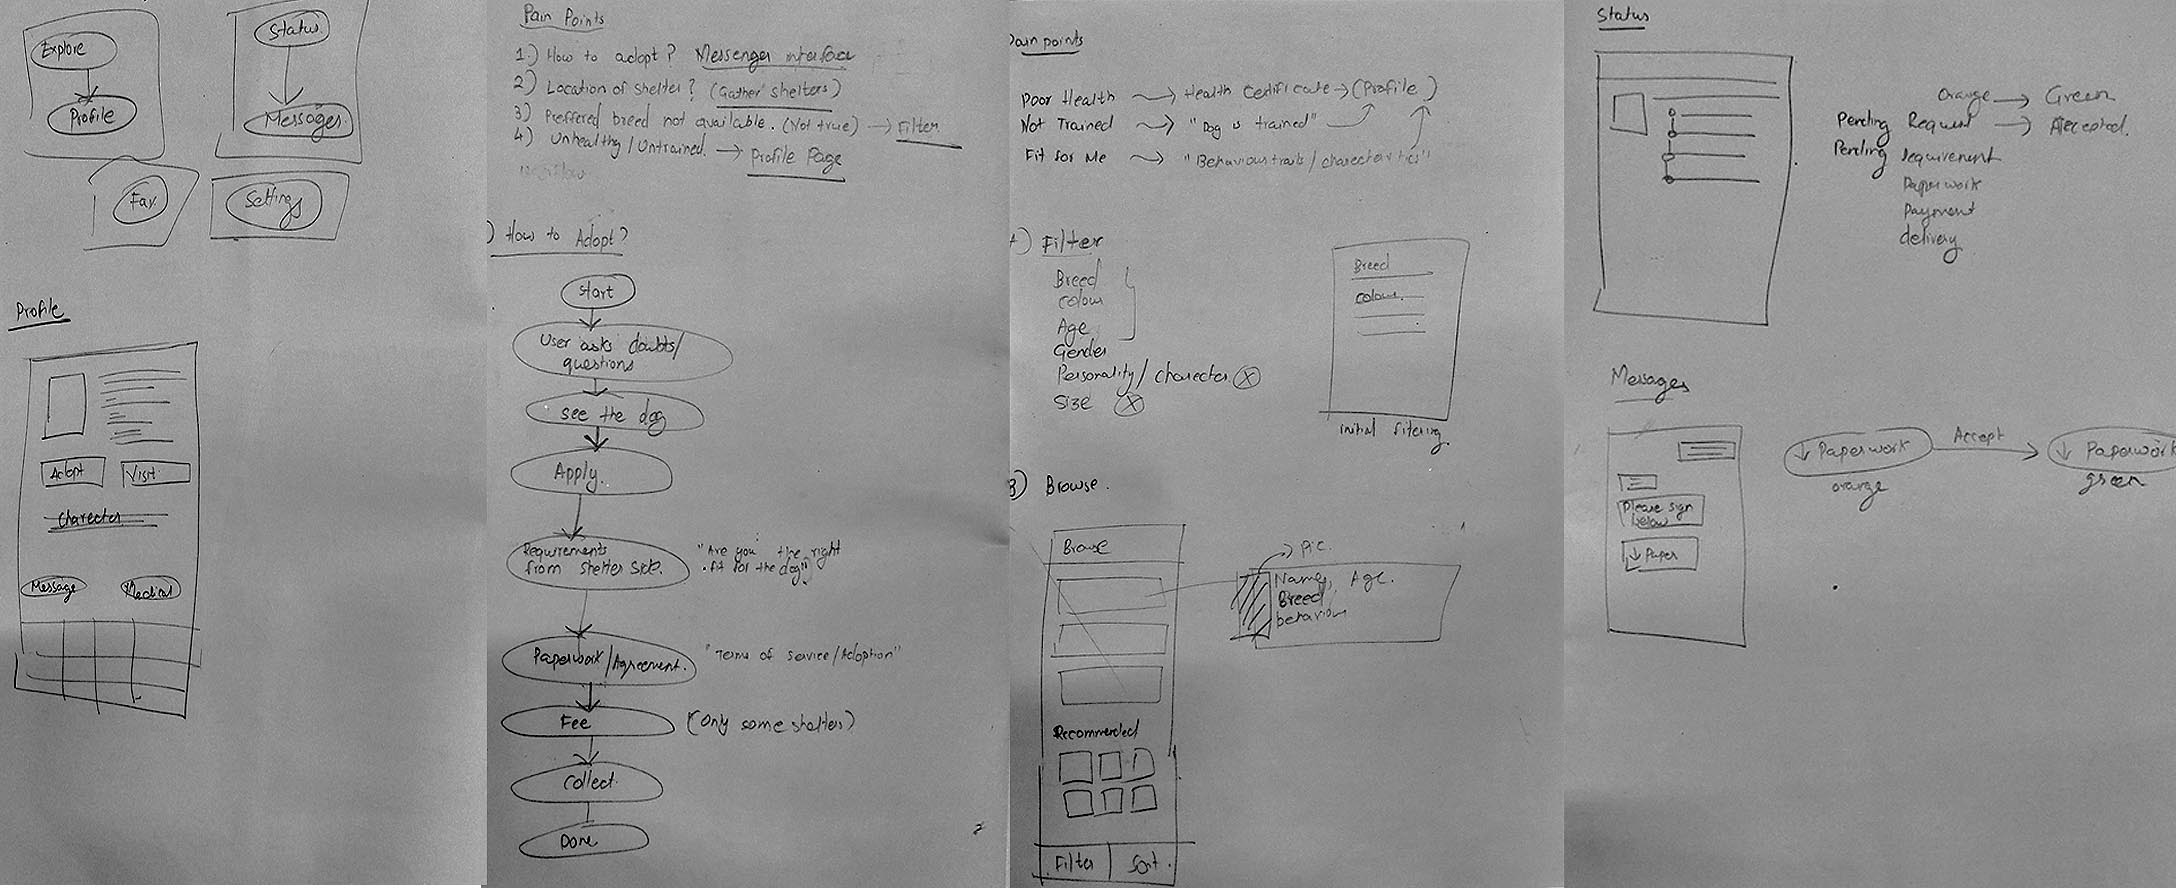 Explore
Profile
Status
Messages
Fav
Setting
Profile
Adopt
Visit
Charecter
Message
Medical
Pain Points
1.) How to adopt? Messenger interface
2) Location of shelter? (Gather shelters)
3) Preffered breed not available. (Not true) → Filter
4) Unhealthy/Untrained. → Profile Page
) How to Adopt?
Start
User asks doubts/
questions
see the dog
Apply.
Requirements
from shelter side.
"Are you the right
fit for the dog"
Paperwork/Agreement.
"Terms of service/Adoption"
Fee
(Only some shelters)
Collect
Done
Pain points
Poor Health → Health Certificate → (Profile)
Not Trained → "Dog is trained"
Fit for Me → "Behaviour traits/charecteristics"
) Filter
Breed
Colour
Age
Gender
Personality/charecter
Size
Breed
colour
initial filtering
B) Browse.
Browse
Pic.
Name, Age.
Breed
behaviour
Recommended
Filter
Sort.
Status
Orange → Green
Pending Request → Accepted.
Pending requirement
Paperwork
Payment
delivery
Messages
Please sign
below
↓ Paper
↓ Paperwork
orange
Accept
↓ Paperwork
green